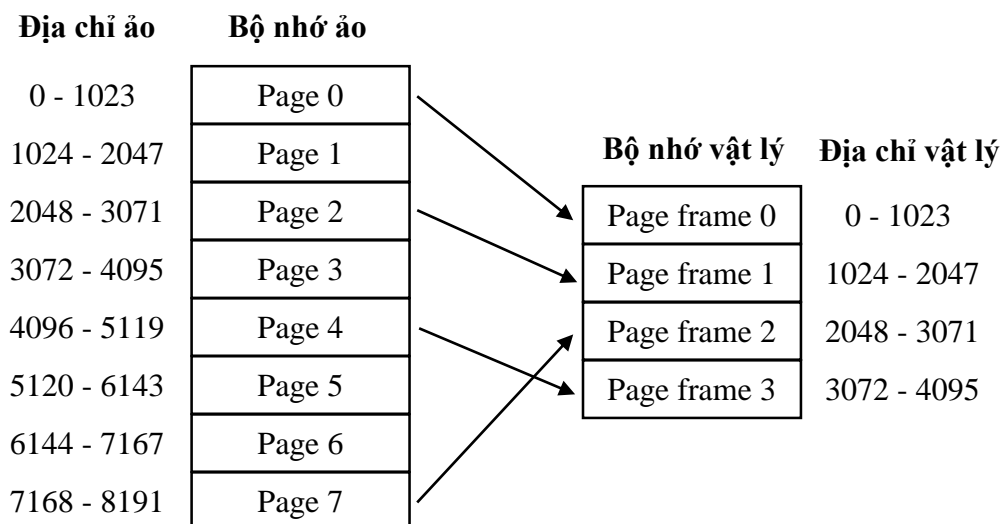 Địa chỉ ảo Bộ nhớ ảo
0 - 1023 Page 0
1024 - 2047 Page 1
2048 - 3071 Page 2
3072 - 4095 Page 3
4096 - 5119 Page 4
5120 - 6143 Page 5
6144 - 7167 Page 6
7168 - 8191 Page 7
Bộ nhớ vật lý Địa chỉ vật lý
Page frame 0 0 - 1023
Page frame 1 1024 - 2047
Page frame 2 2048 - 3071
Page frame 3 3072 - 4095